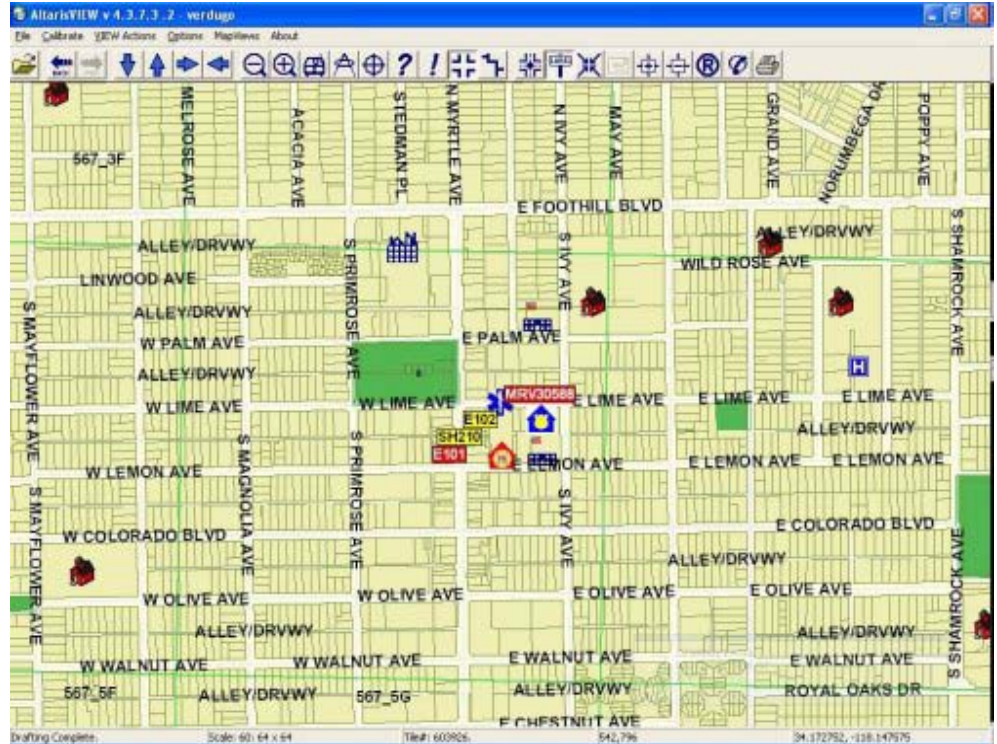 AltarisVIEW v 4.3.7.3 .2 - verdugo
File Calibrate VIEW Actions Options MapViews About
BACK
? ! R
MELROSE AVE
ACACIA AVE
STEDMAN PL
N MYRTLE AVE
N IVY AVE
MAY AVE
GRAND AVE
NORUMBEGA DR
POPPY AVE
567_3F
E FOOTHILL BLVD
ALLEY/DRVWY
ALLEY/DRVWY
S PRIMROSE AVE
S IVY AVE
S SHAMROCK AVE
LINWOOD AVE
WILD ROSE AVE
S MAYFLOWER AVE
ALLEY/DRVWY
W PALM AVE
E PALM AVE
ALLEY/DRVWY
H
W LIME AVE
W LIME AVE
MRV30588
E LIME AVE
E LIME AVE
E LIME AVE
E102
ALLEY/DRVWY
SH210
E101
S MAGNOLIA AVE
S PRIMROSE AVE
W LEMON AVE
E LEMON AVE
E LEMON AVE
E LEMON AVE
S MAYFLOWER AVE
S IVY AVE
W COLORADO BLVD
E COLORADO BLVD
S SHAMROCK AVE
ALLEY/DRVWY
W OLIVE AVE
W OLIVE AVE
E OLIVE AVE
E OLIVE AVE
ALLEY/DRVWY
ALLEY/DRVWY
W WALNUT AVE
W WALNUT AVE
E WALNUT AVE
E WALNUT AVE
567_5F
ALLEY/DRVWY
567_5G
ALLEY/DRVWY
ROYAL OAKS DR
E CHESTNUT AVE
Drafting Complete.
Scale: 60: 64 x 64
Tile#: 603926.
542,796
34.172752, -118.147575